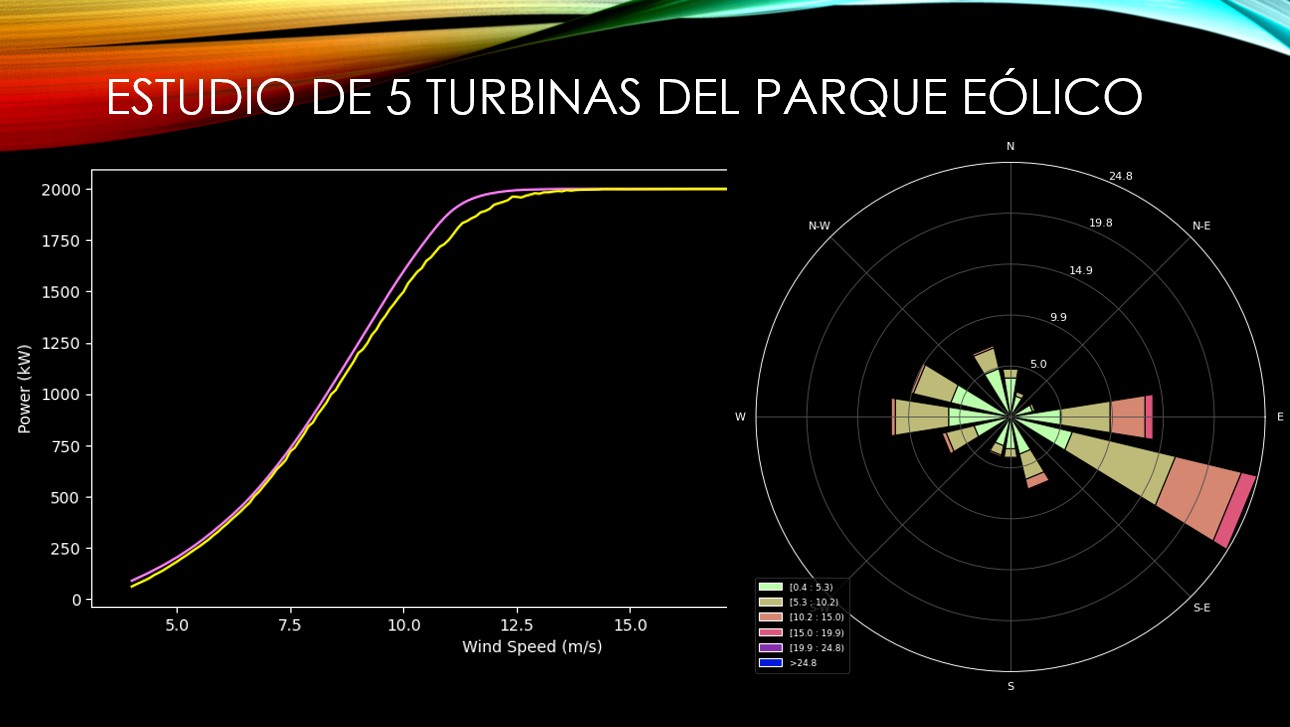 ESTUDIO DE 5 TURBINAS DEL PARQUE EÓLICO
2000
1750
1500
1250
1000
750
500
250
0
Power (kW)
5.0 7.5 10.0 12.5 15.0
Wind Speed (m/s)
N
24.8
N-W N-E
19.8
14.9
9.9
5.0
W E
S-W S-E
S
[0.4 : 5.3)
[5.3 : 10.2)
[10.2 : 15.0)
[15.0 : 19.9)
[19.9 : 24.8)
>24.8